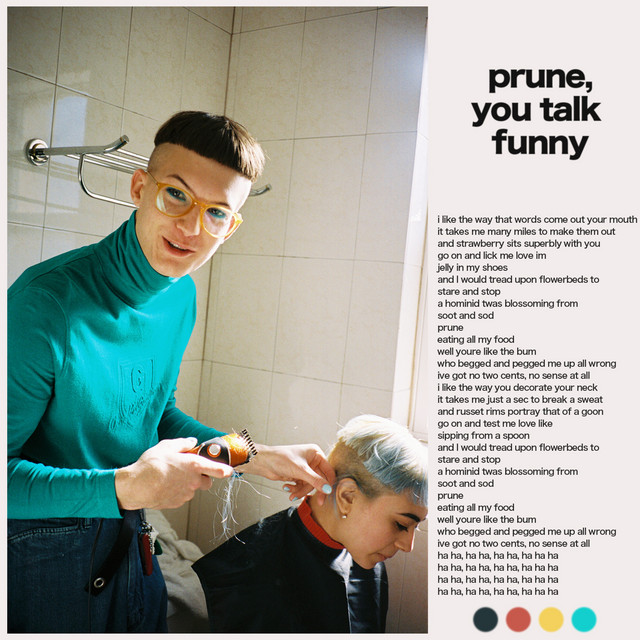 prune,
you talk
funny
i like the way that words come out your mouth
it takes me many miles to make them out
and strawberry sits superbly with you
go on and lick me love im
jelly in my shoes
and I would tread upon flowerbeds to
stare and stop
a hominid twas blossoming from
soot and sod
prune
eating all my food
well youre like the bum
who begged and pegged me up all wrong
ive got no two cents, no sense at all
i like the way you decorate your neck
it takes me just a sec to break a sweat
and russet rims portray that of a goon
go on and test me love like
sipping from a spoon
and I would tread upon flowerbeds to
stare and stop
a hominid twas blossoming from
soot and sod
prune
eating all my food
well youre like the bum
who begged and pegged me up all wrong
ive got no two cents, no sense at all
ha ha, ha ha, ha ha, ha ha ha
ha ha, ha ha, ha ha, ha ha ha
ha ha, ha ha, ha ha, ha ha ha
ha ha, ha ha, ha ha, ha ha ha